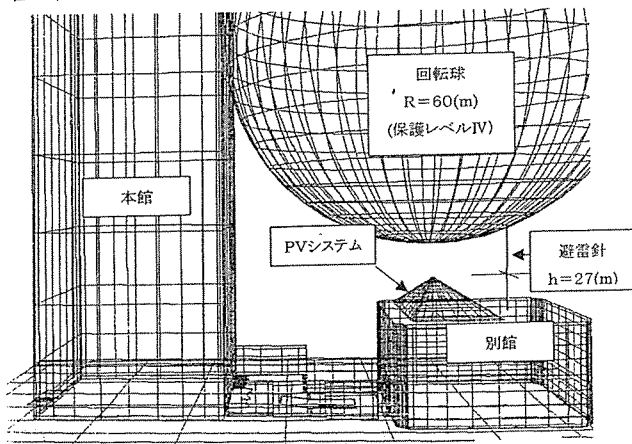 回転球
R=60(m)
(保護レベルⅣ)
本館
PVシステム
避雷針
h=27(m)
別館